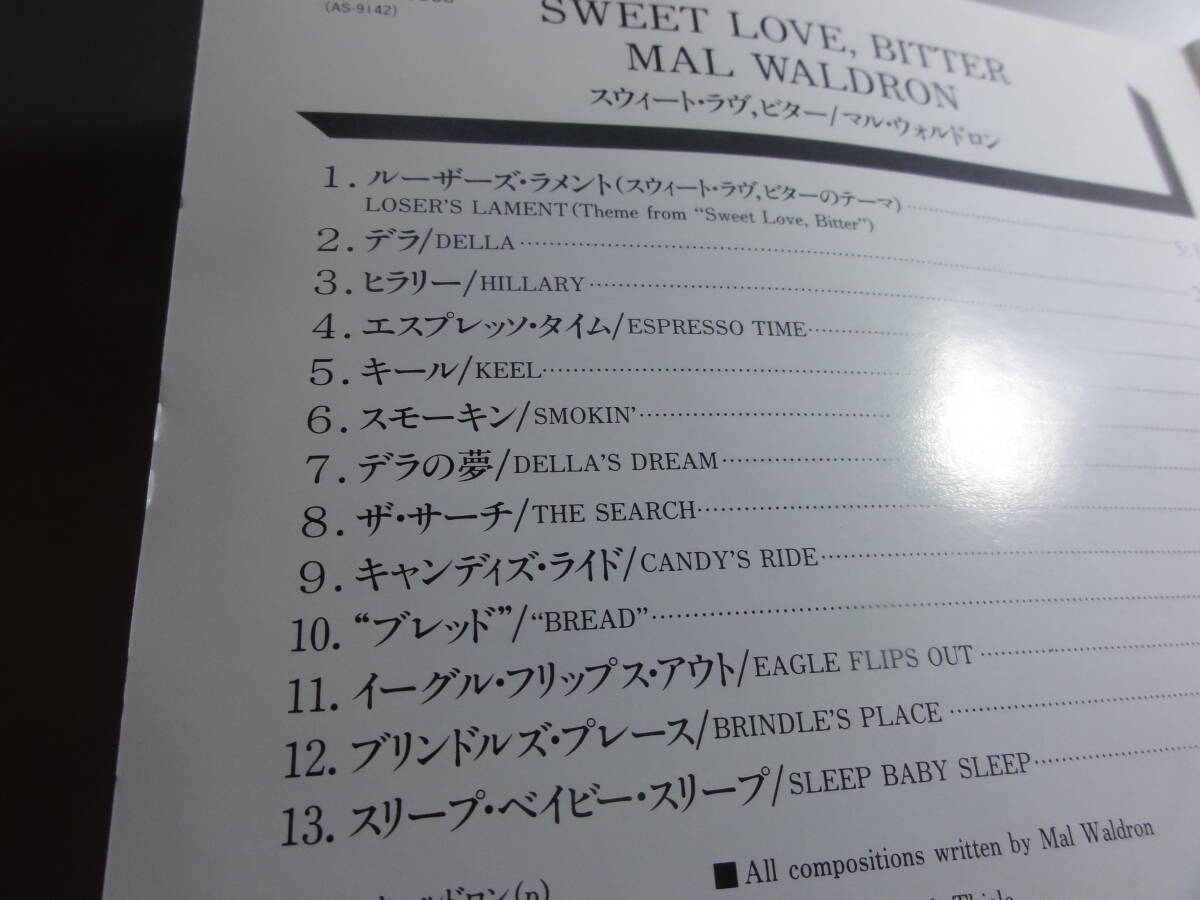 (AS-9142)
SWEET LOVE, BITTER
MAL WALDRON
スウィート・ラヴ,ビター/マル・ウォルドロン
1. ルーザーズ・ラメント(スウィート・ラヴ,ビターのテーマ)
LOSER'S LAMENT(Theme from “Sweet Love, Bitter”)
2. デラ/DELLA
3. ヒラリー/HILLARY
4. エスプレッソ・タイム/ESPRESSO TIME
5. キール/KEEL
6. スモーキン/SMOKIN’
7. デラの夢/DELLA’S DREAM
8. ザ・サーチ/THE SEARCH
9. キャンディズ・ライド/CANDY’S RIDE
10. “ブレッド”/“BREAD”
11. イーグル・フリップス・アウト/EAGLE FLIPS OUT
12. ブリンドルズ・プレース/BRINDLE’S PLACE
13. スリープ・ベイビー・スリープ/SLEEP BABY SLEEP
■ All compositions written by Mal Waldron
ルドロン(p)
Thiele